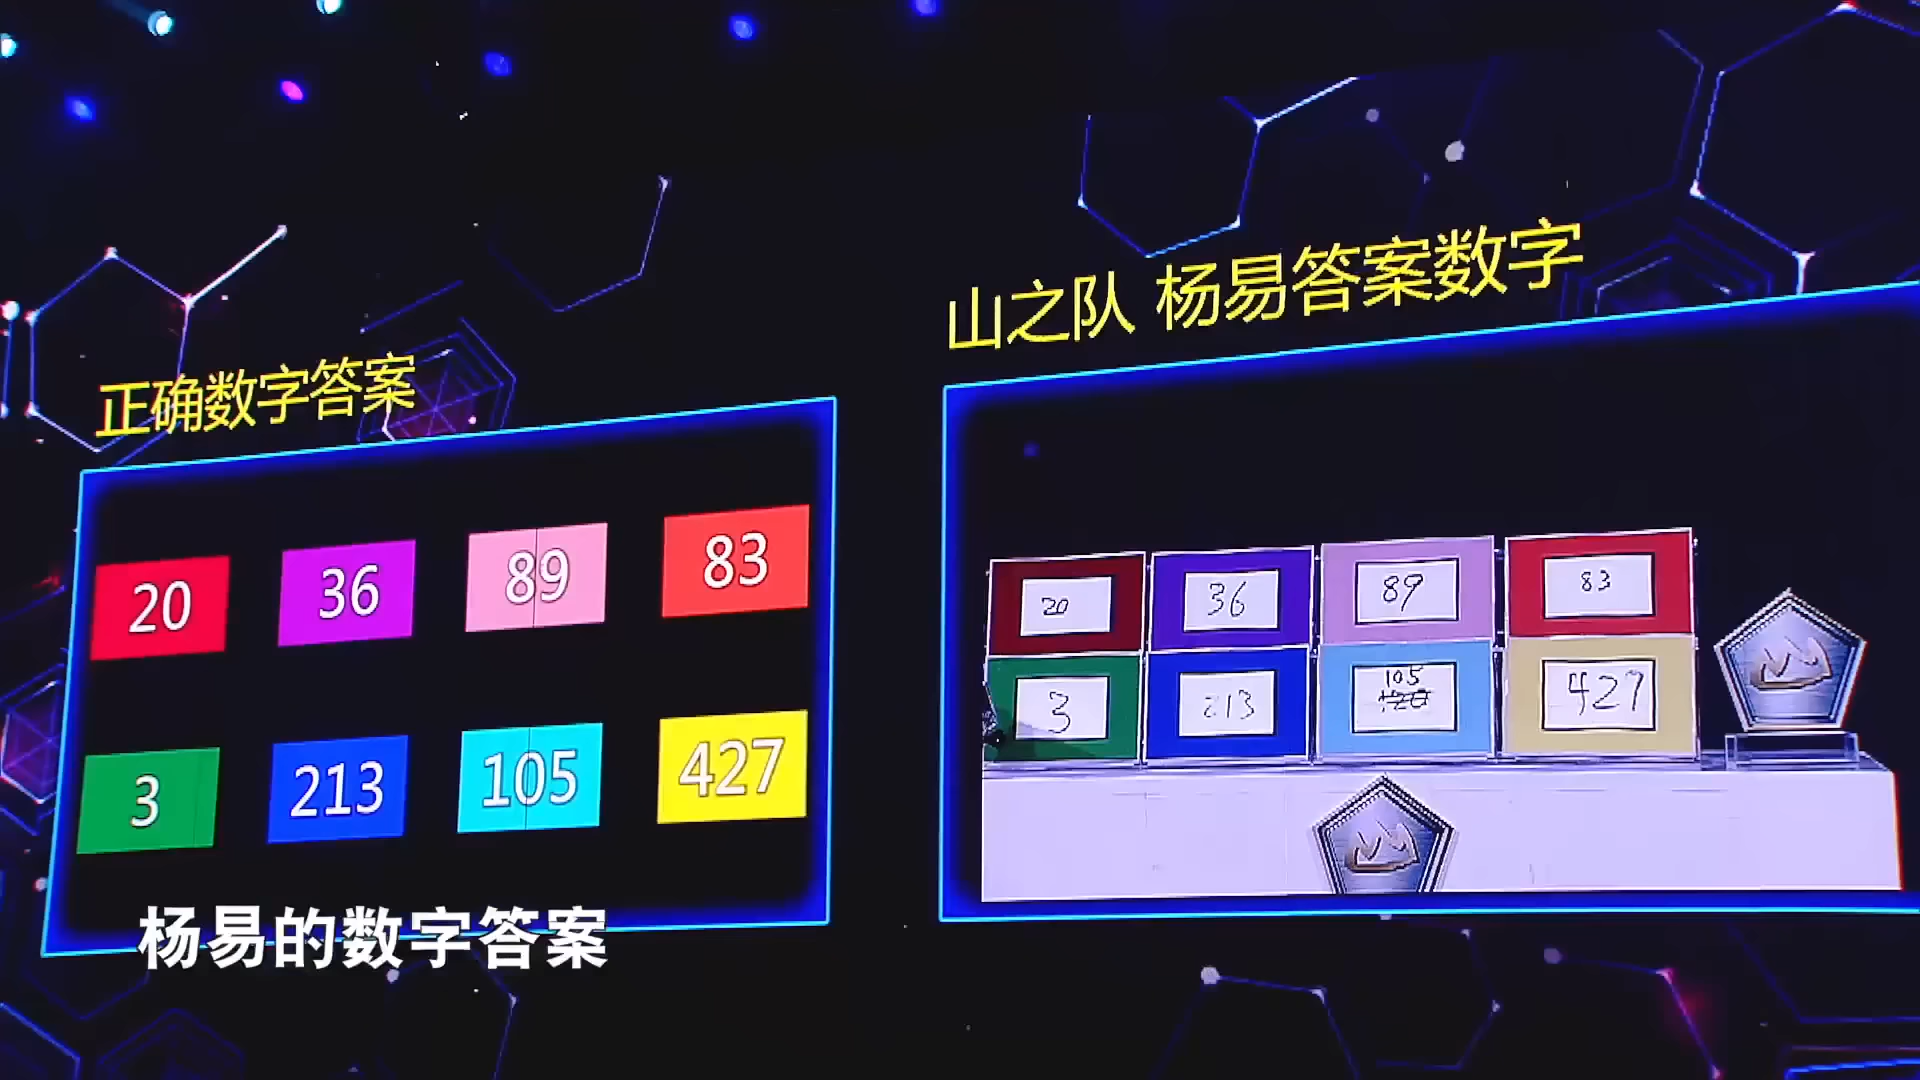 正确数字答案
20 36 89 83
3 213 105 427
山之队 杨易答案数字
20 36 89 83
3 213 105 427
杨易的数字答案